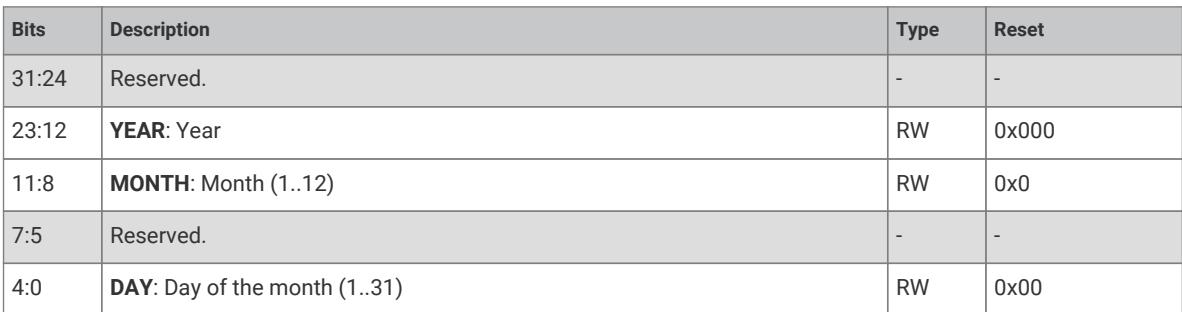 Bits Description Type Reset
31:24 Reserved. - -
23:12 YEAR: Year RW 0x000
11:8 MONTH: Month (1..12) RW 0x0
7:5 Reserved. - -
4:0 DAY: Day of the month (1..31) RW 0x00